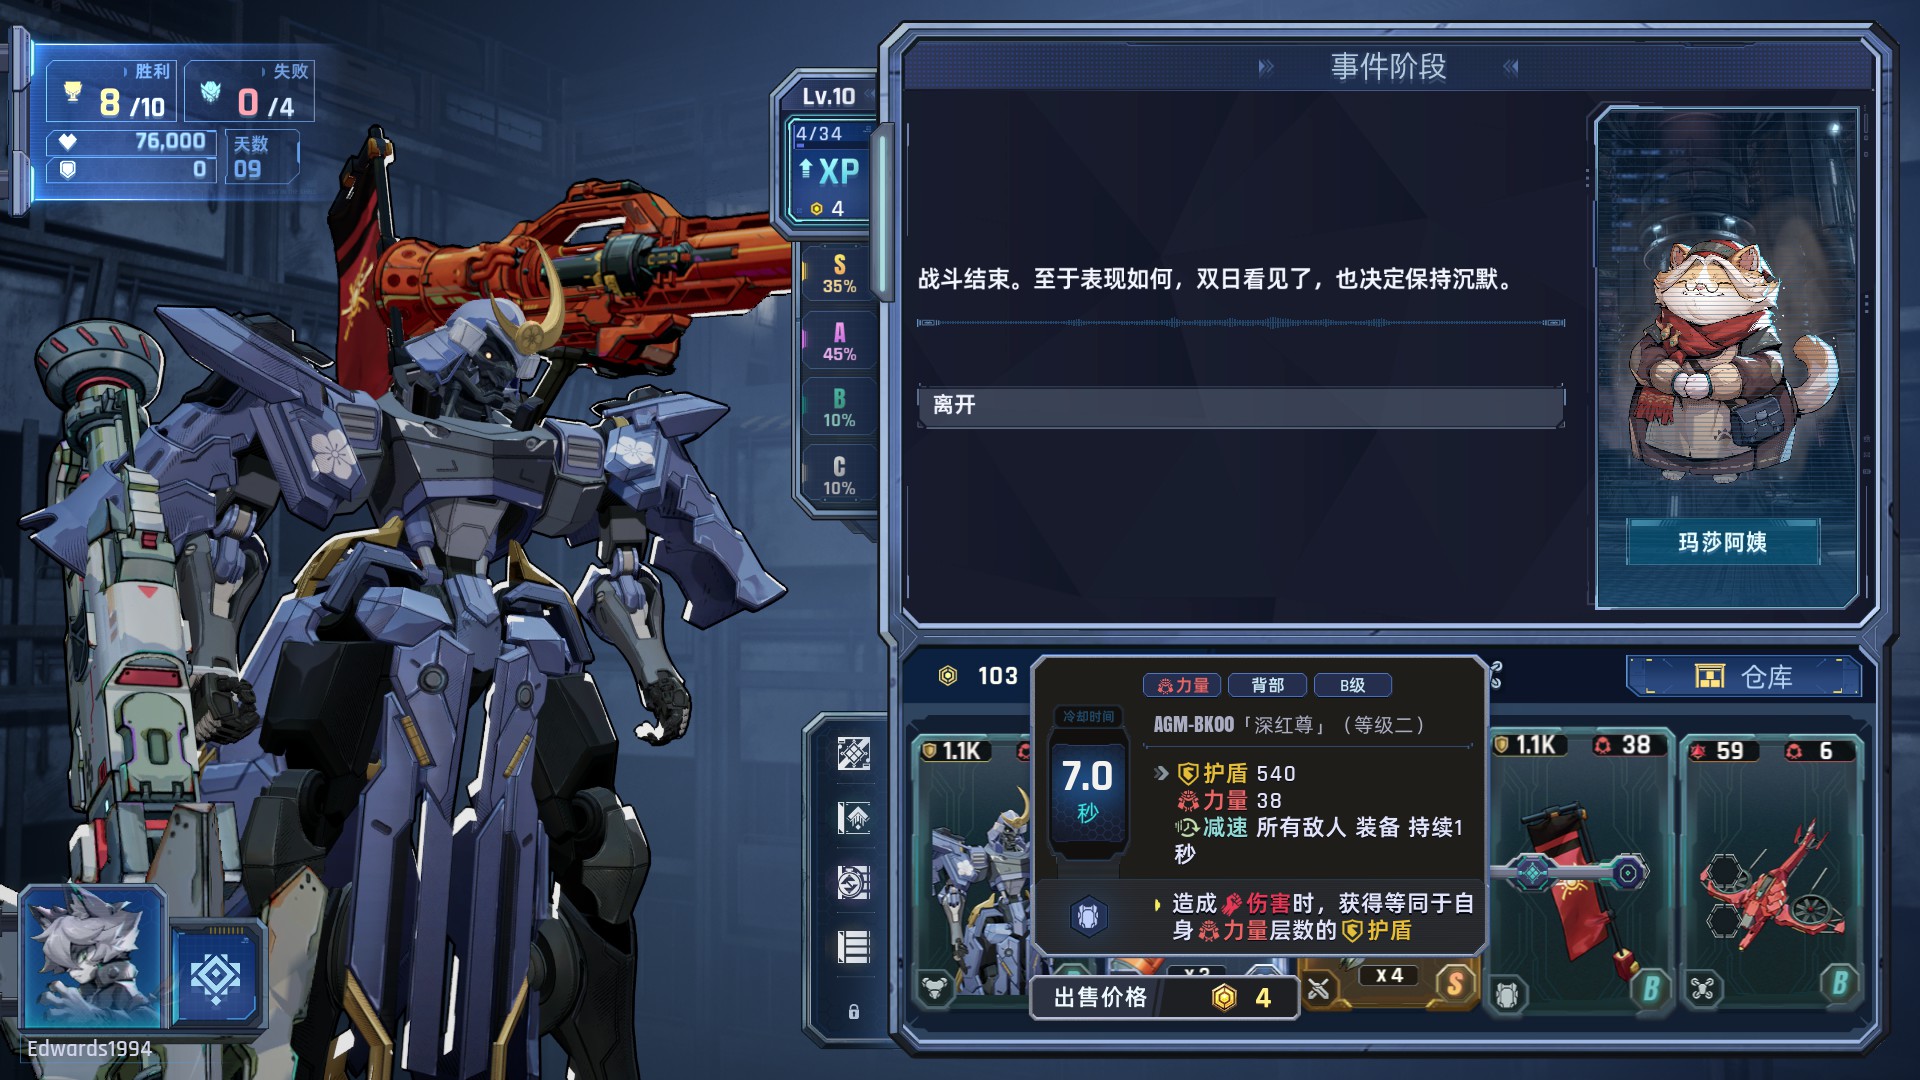 胜利
8 /10
失败
0 /4
76,000
0
天数
09
Lv.10
4/34
XP
4
S
35%
A
45%
B
10%
C
10%
事件阶段
战斗结束。至于表现如何，双日看见了，也决定保持沉默。
离开
玛莎阿姨
103
仓库
力量
背部
B级
冷却时间
7.0
秒
AGM-BK00「深红尊」（等级二）
护盾 540
力量 38
减速 所有敌人 装备 持续1
秒
造成伤害时，获得等同于自
身力量层数的护盾
出售价格
4
1.1K
1.1K
38
59
6
x4
S
B
B
Edwards1994